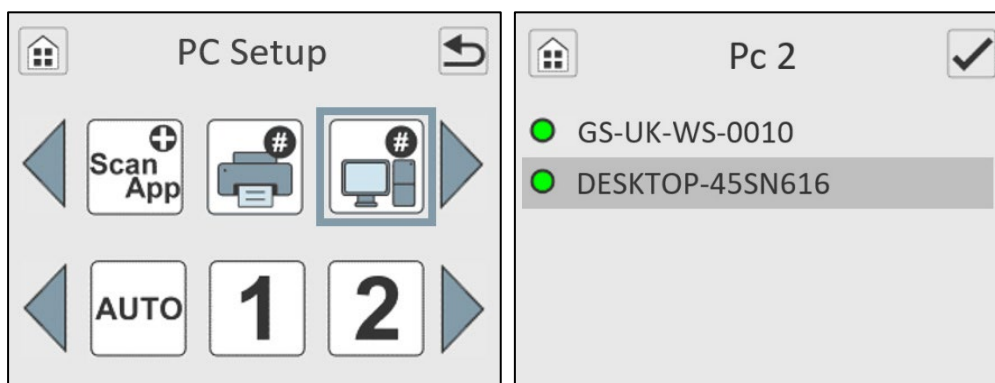 PC Setup
Scan
App
#
#
AUTO
1
2
Pc 2
GS-UK-WS-0010
DESKTOP-45SN616